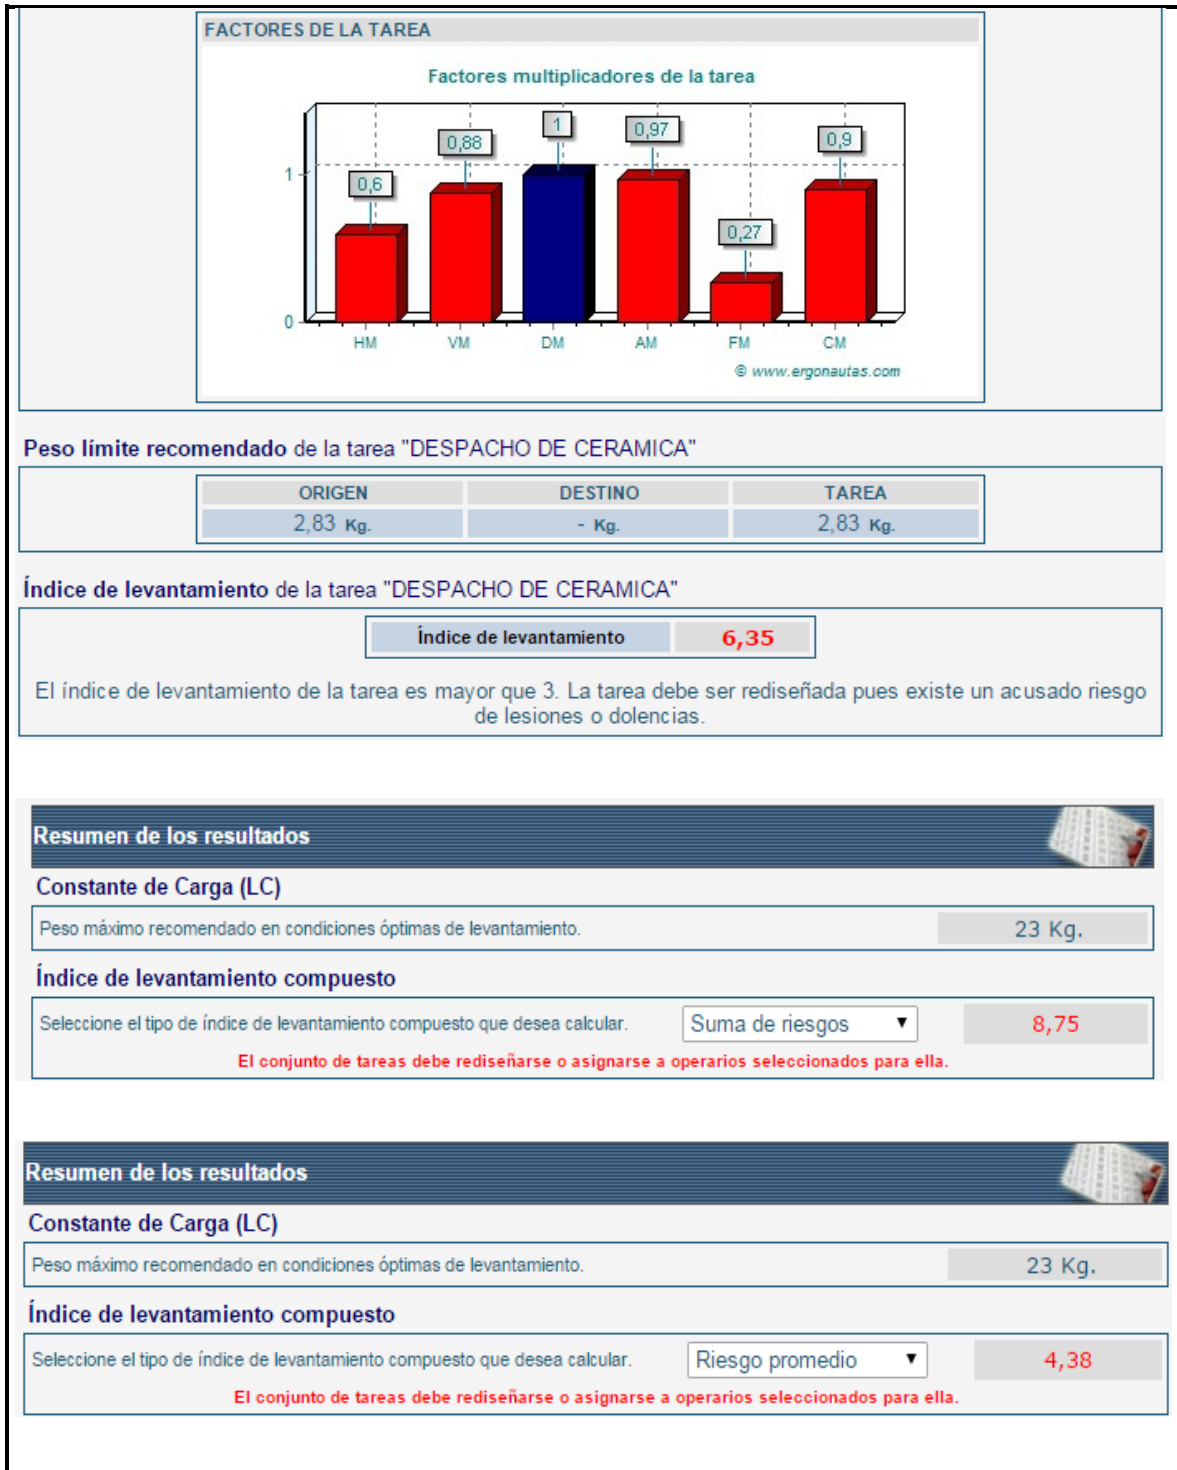 FACTORES DE LA TAREA
Factores multiplicadores de la tarea
1
0,6
0,88
1
0,97
0,27
0,9
0
HM VM DM AM FM CM
© www.ergonautas.com
Peso límite recomendado de la tarea "DESPACHO DE CERAMICA"
ORIGEN DESTINO TAREA
2,83 Kg. - Kg. 2,83 Kg.
Índice de levantamiento de la tarea "DESPACHO DE CERAMICA"
Índice de levantamiento 6,35
El índice de levantamiento de la tarea es mayor que 3. La tarea debe ser rediseñada pues existe un acusado riesgo
de lesiones o dolencias.
Resumen de los resultados
Constante de Carga (LC)
Peso máximo recomendado en condiciones óptimas de levantamiento. 23 Kg.
Índice de levantamiento compuesto
Seleccione el tipo de índice de levantamiento compuesto que desea calcular. Suma de riesgos 8,75
El conjunto de tareas debe rediseñarse o asignarse a operarios seleccionados para ella.
Resumen de los resultados
Constante de Carga (LC)
Peso máximo recomendado en condiciones óptimas de levantamiento. 23 Kg.
Índice de levantamiento compuesto
Seleccione el tipo de índice de levantamiento compuesto que desea calcular. Riesgo promedio 4,38
El conjunto de tareas debe rediseñarse o asignarse a operarios seleccionados para ella.